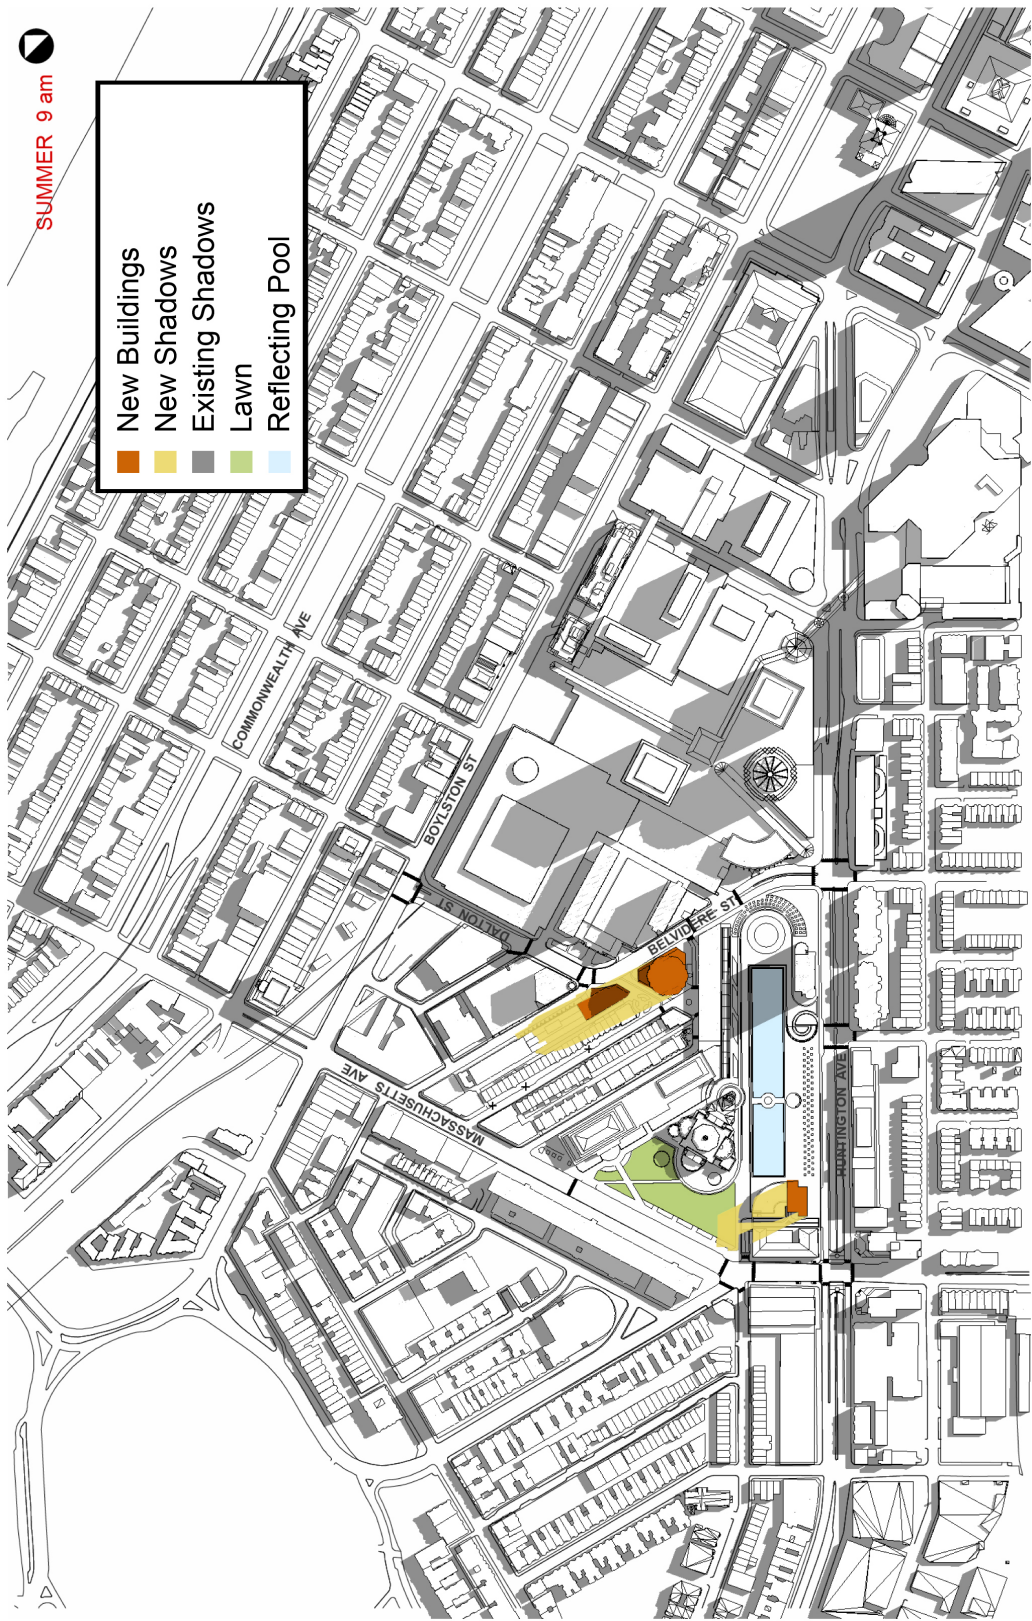 SUMMER 9 am
New Buildings
New Shadows
Existing Shadows
Lawn
Reflecting Pool
COMMONWEALTH AVE
BOYLSTON ST
DALTON ST
BELVIDERE ST
MASSACHUSETTS AVE
HUNTINGTON AVE